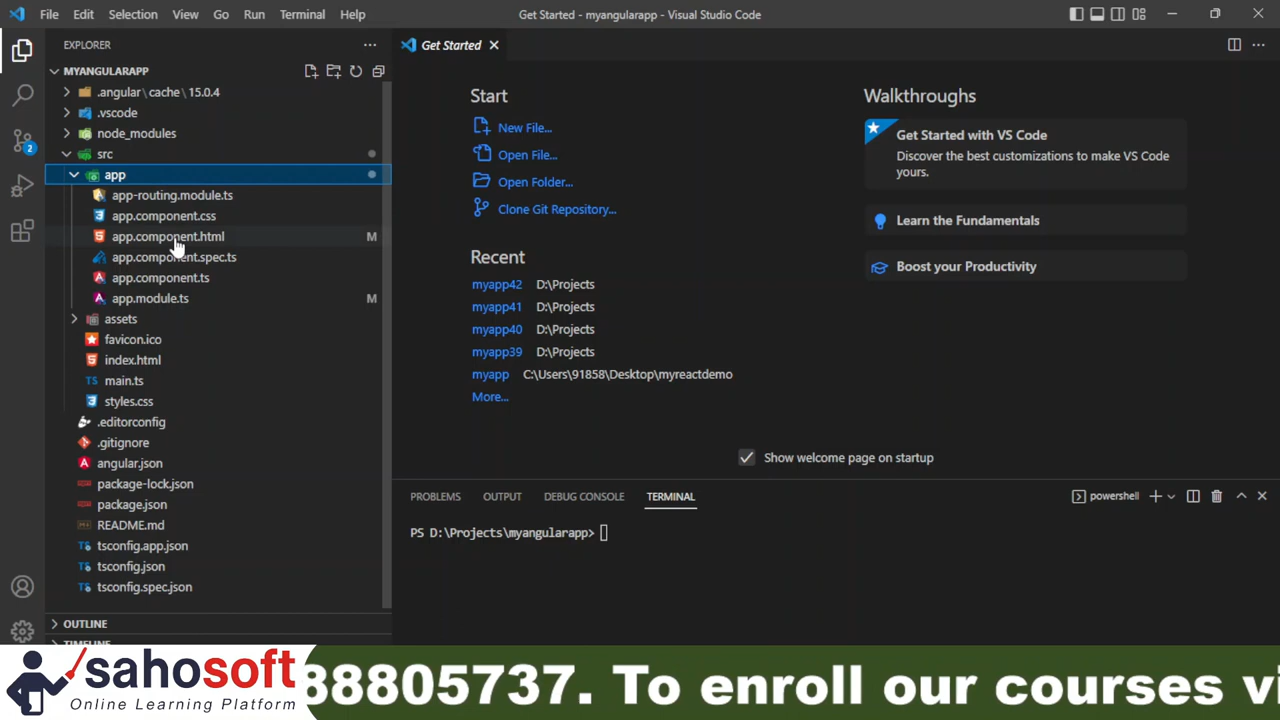 File Edit Selection View Go Run Terminal Help
Get Started - myangularapp - Visual Studio Code
EXPLORER
MYANGULARAPP
.angular \ cache \ 15.0.4
.vscode
node_modules
src
app
app-routing.module.ts
app.component.css
app.component.html M
app.component.spec.ts
app.component.ts
app.module.ts M
assets
favicon.ico
index.html
TS main.ts
styles.css
.editorconfig
.gitignore
angular.json
package-lock.json
package.json
README.md
tsconfig.app.json
tsconfig.json
tsconfig.spec.json
OUTLINE
TIMELINE
2
Get Started
Start
New File...
Open File...
Open Folder...
Clone Git Repository...
Recent
myapp42 D:\Projects
myapp41 D:\Projects
myapp40 D:\Projects
myapp39 D:\Projects
myapp C:\Users\91858\Desktop\myreactdemo
More...
Walkthroughs
Get Started with VS Code
Discover the best customizations to make VS Code
yours.
Learn the Fundamentals
Boost your Productivity
Show welcome page on startup
PROBLEMS OUTPUT DEBUG CONSOLE TERMINAL
powershell
PS D:\Projects\myangularapp>
sahosoft
Online Learning Platform
88805737. To enroll our courses vi